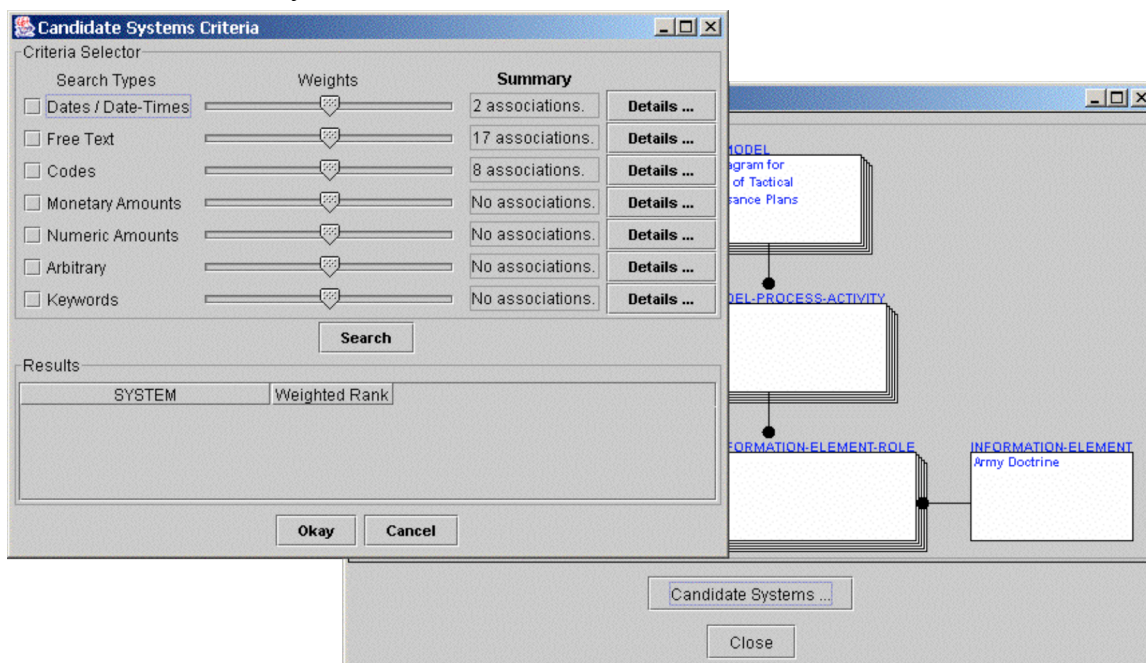 Candidate Systems Criteria
Criteria Selector
Search Types Weights Summary
Dates / Date-Times 2 associations. Details ...
Free Text 17 associations. Details ...
Codes 8 associations. Details ...
Monetary Amounts No associations. Details ...
Numeric Amounts No associations. Details ...
Arbitrary No associations. Details ...
Keywords No associations. Details ...
Search
Results
SYSTEM Weighted Rank
Okay Cancel
MODEL
agram for
of Tactical
sance Plans
DEL-PROCESS-ACTIVITY
FORMATION-ELEMENT-ROLE
INFORMATION-ELEMENT
Army Doctrine
Candidate Systems ...
Close